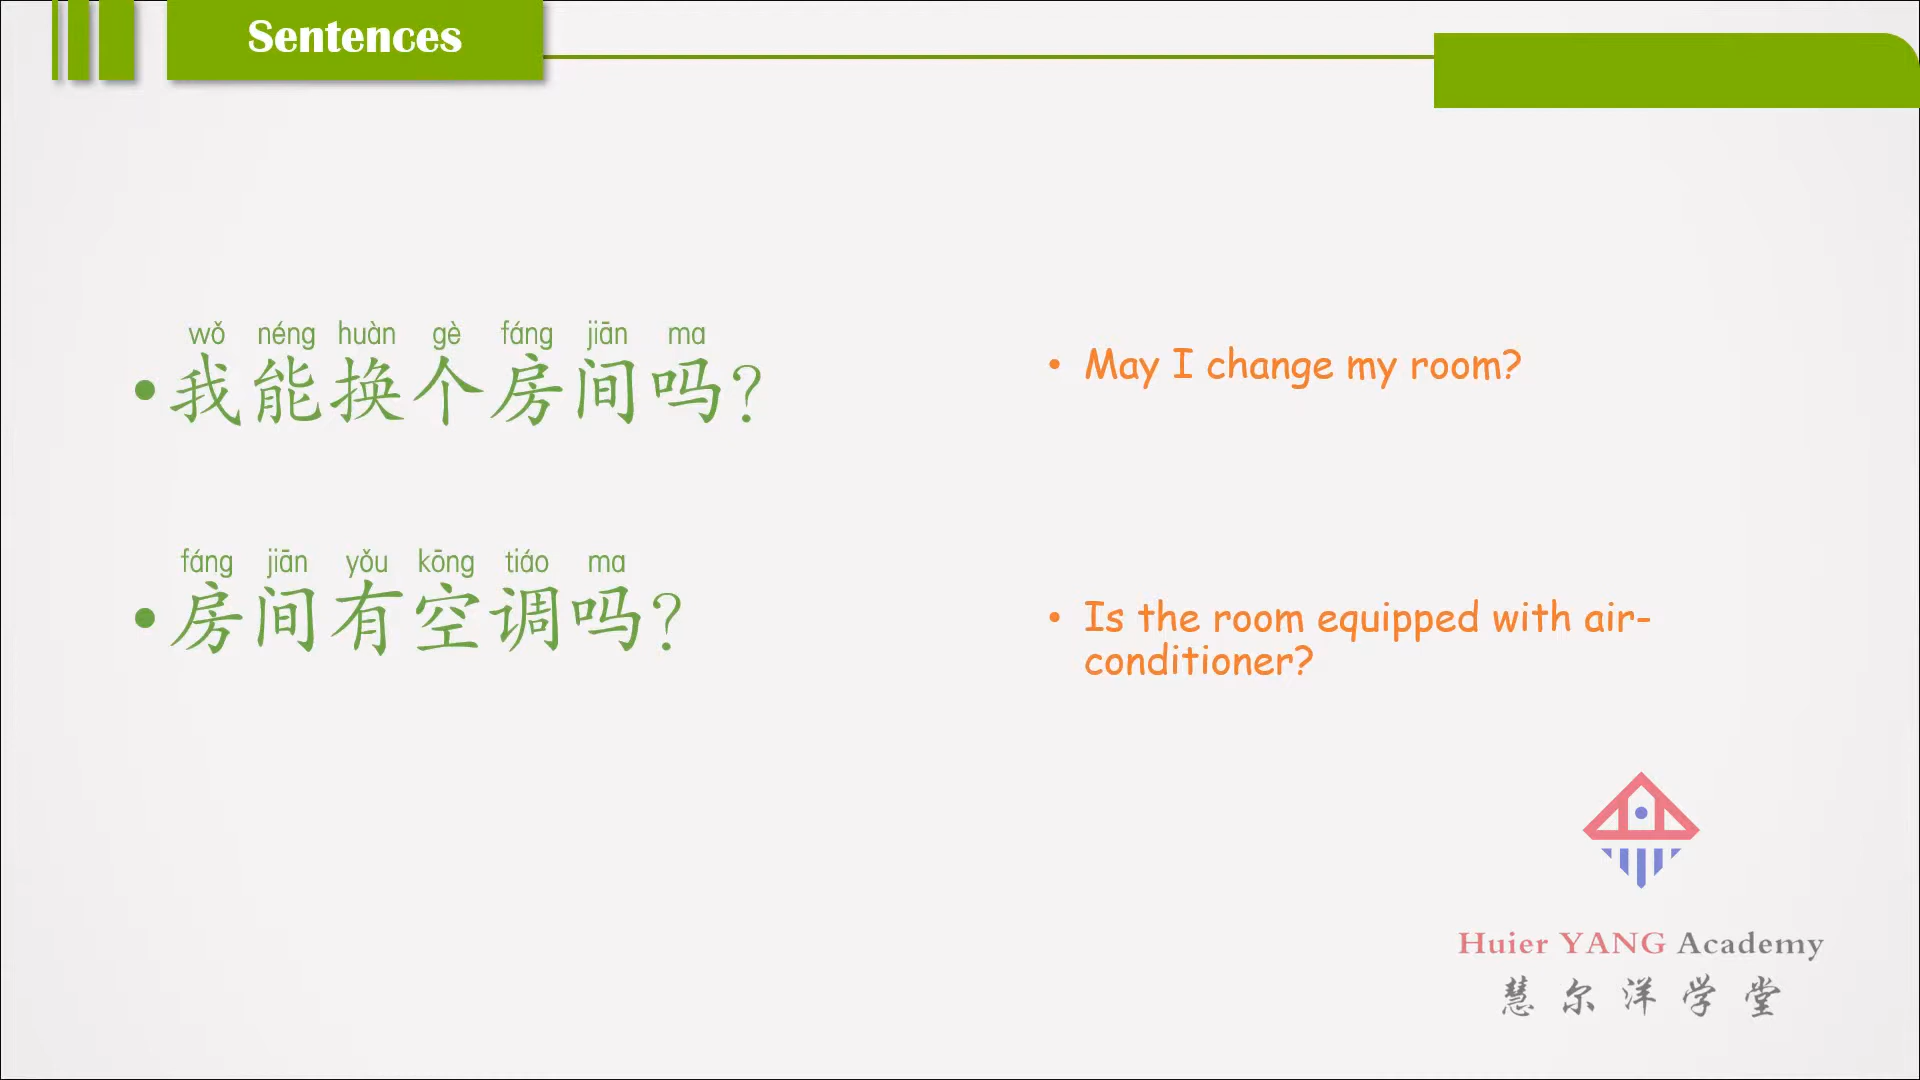 Sentences
wǒ néng huàn gè fáng jiān ma
我能换个房间吗?
May I change my room?
fáng jiān yǒu kōng tiáo ma
房间有空调吗?
Is the room equipped with air-
conditioner?
Huier YANG Academy
慧尔洋学堂